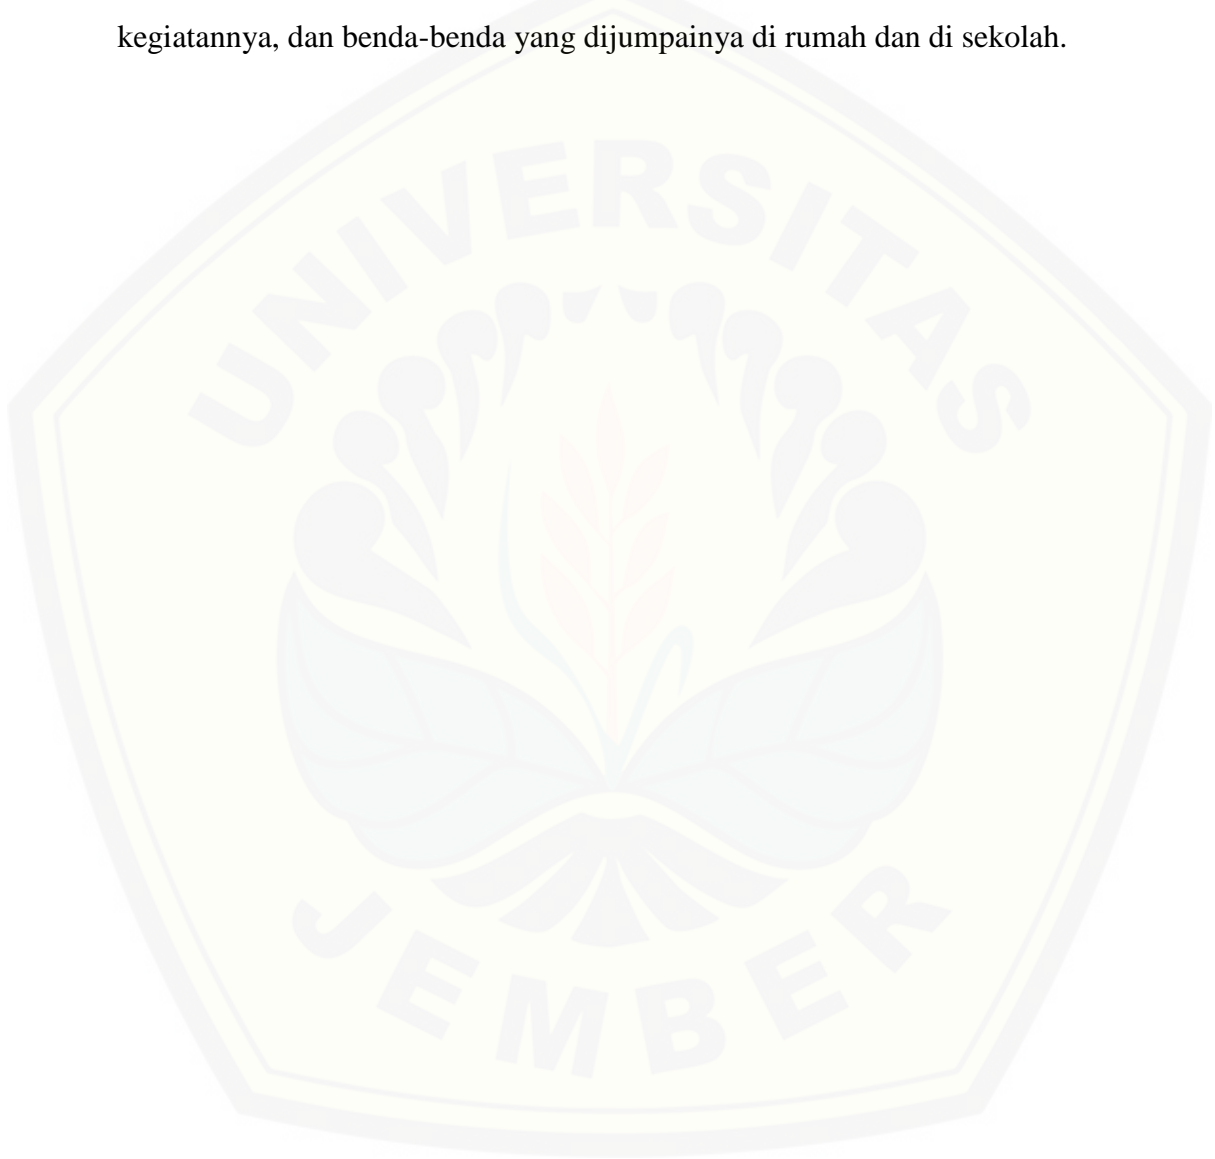 kegiatannya, dan benda-benda yang dijumpainya di rumah dan di sekolah.
UNIVERSITAS
JEMBER